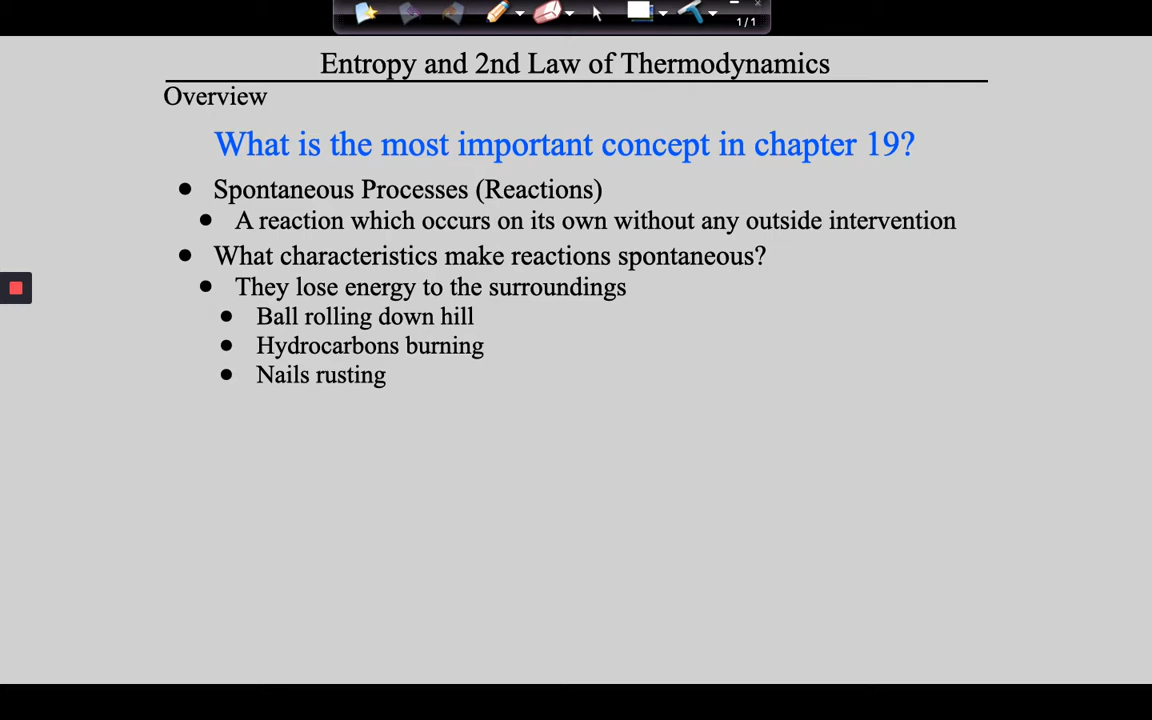 1/1
Entropy and 2nd Law of Thermodynamics
Overview
What is the most important concept in chapter 19?
● Spontaneous Processes (Reactions)
● A reaction which occurs on its own without any outside intervention
● What characteristics make reactions spontaneous?
● They lose energy to the surroundings
● Ball rolling down hill
● Hydrocarbons burning
● Nails rusting